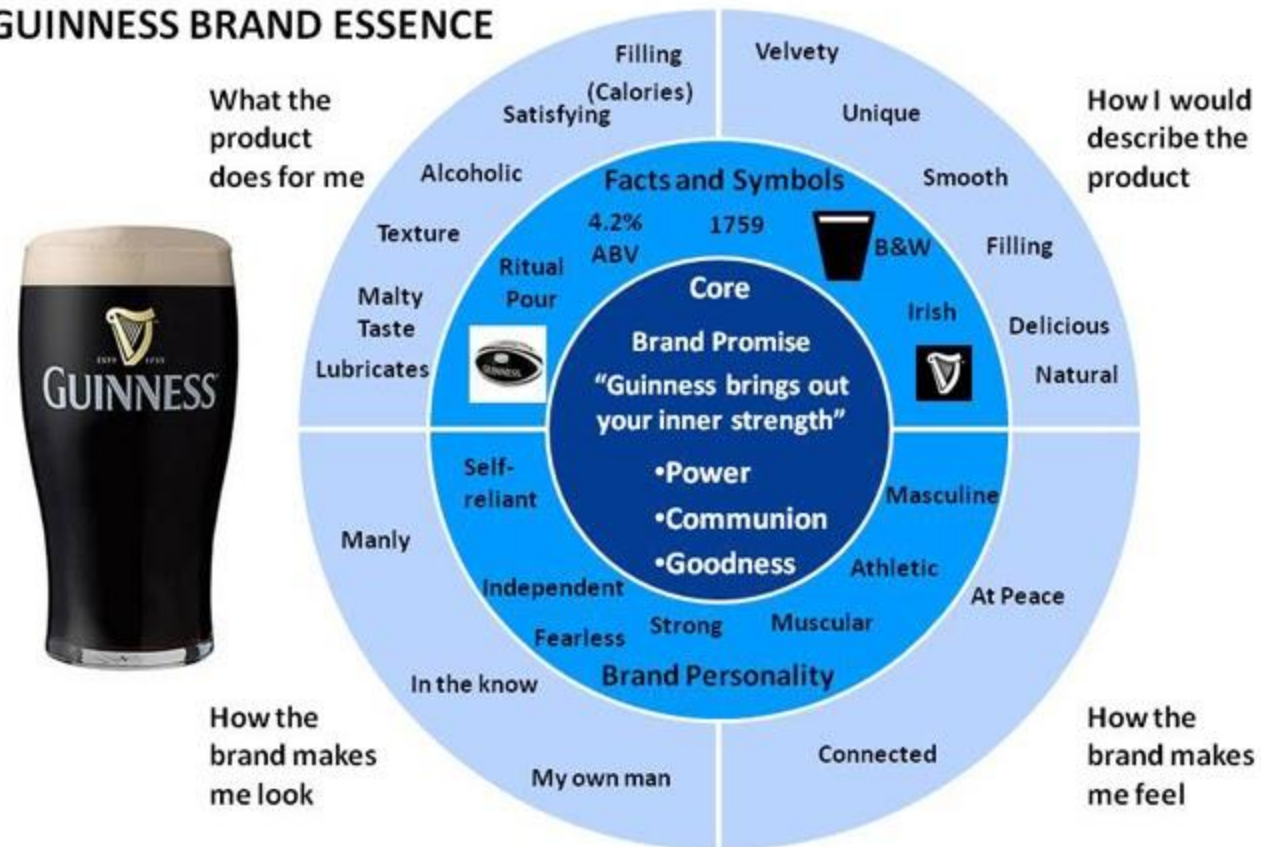 GUINNESS BRAND ESSENCE
What the
product
does for me
Filling
(Calories)
Satisfying
Alcoholic
Texture
Malty
Taste
Lubricates
Velvety
Unique
Smooth
Filling
Delicious
Natural
How I would
describe the
product
Facts and Symbols
4.2%
ABV
1759
B&W
Ritual
Pour
Irish
GUINNESS
Core
Brand Promise
“Guinness brings out
your inner strength”
•Power
•Communion
•Goodness
ESTD 1759
GUINNESS
Self-
reliant
Independent
Fearless
Strong
Muscular
Athletic
Masculine
Brand Personality
Manly
In the know
My own man
How the
brand makes
me look
At Peace
Connected
How the
brand makes
me feel